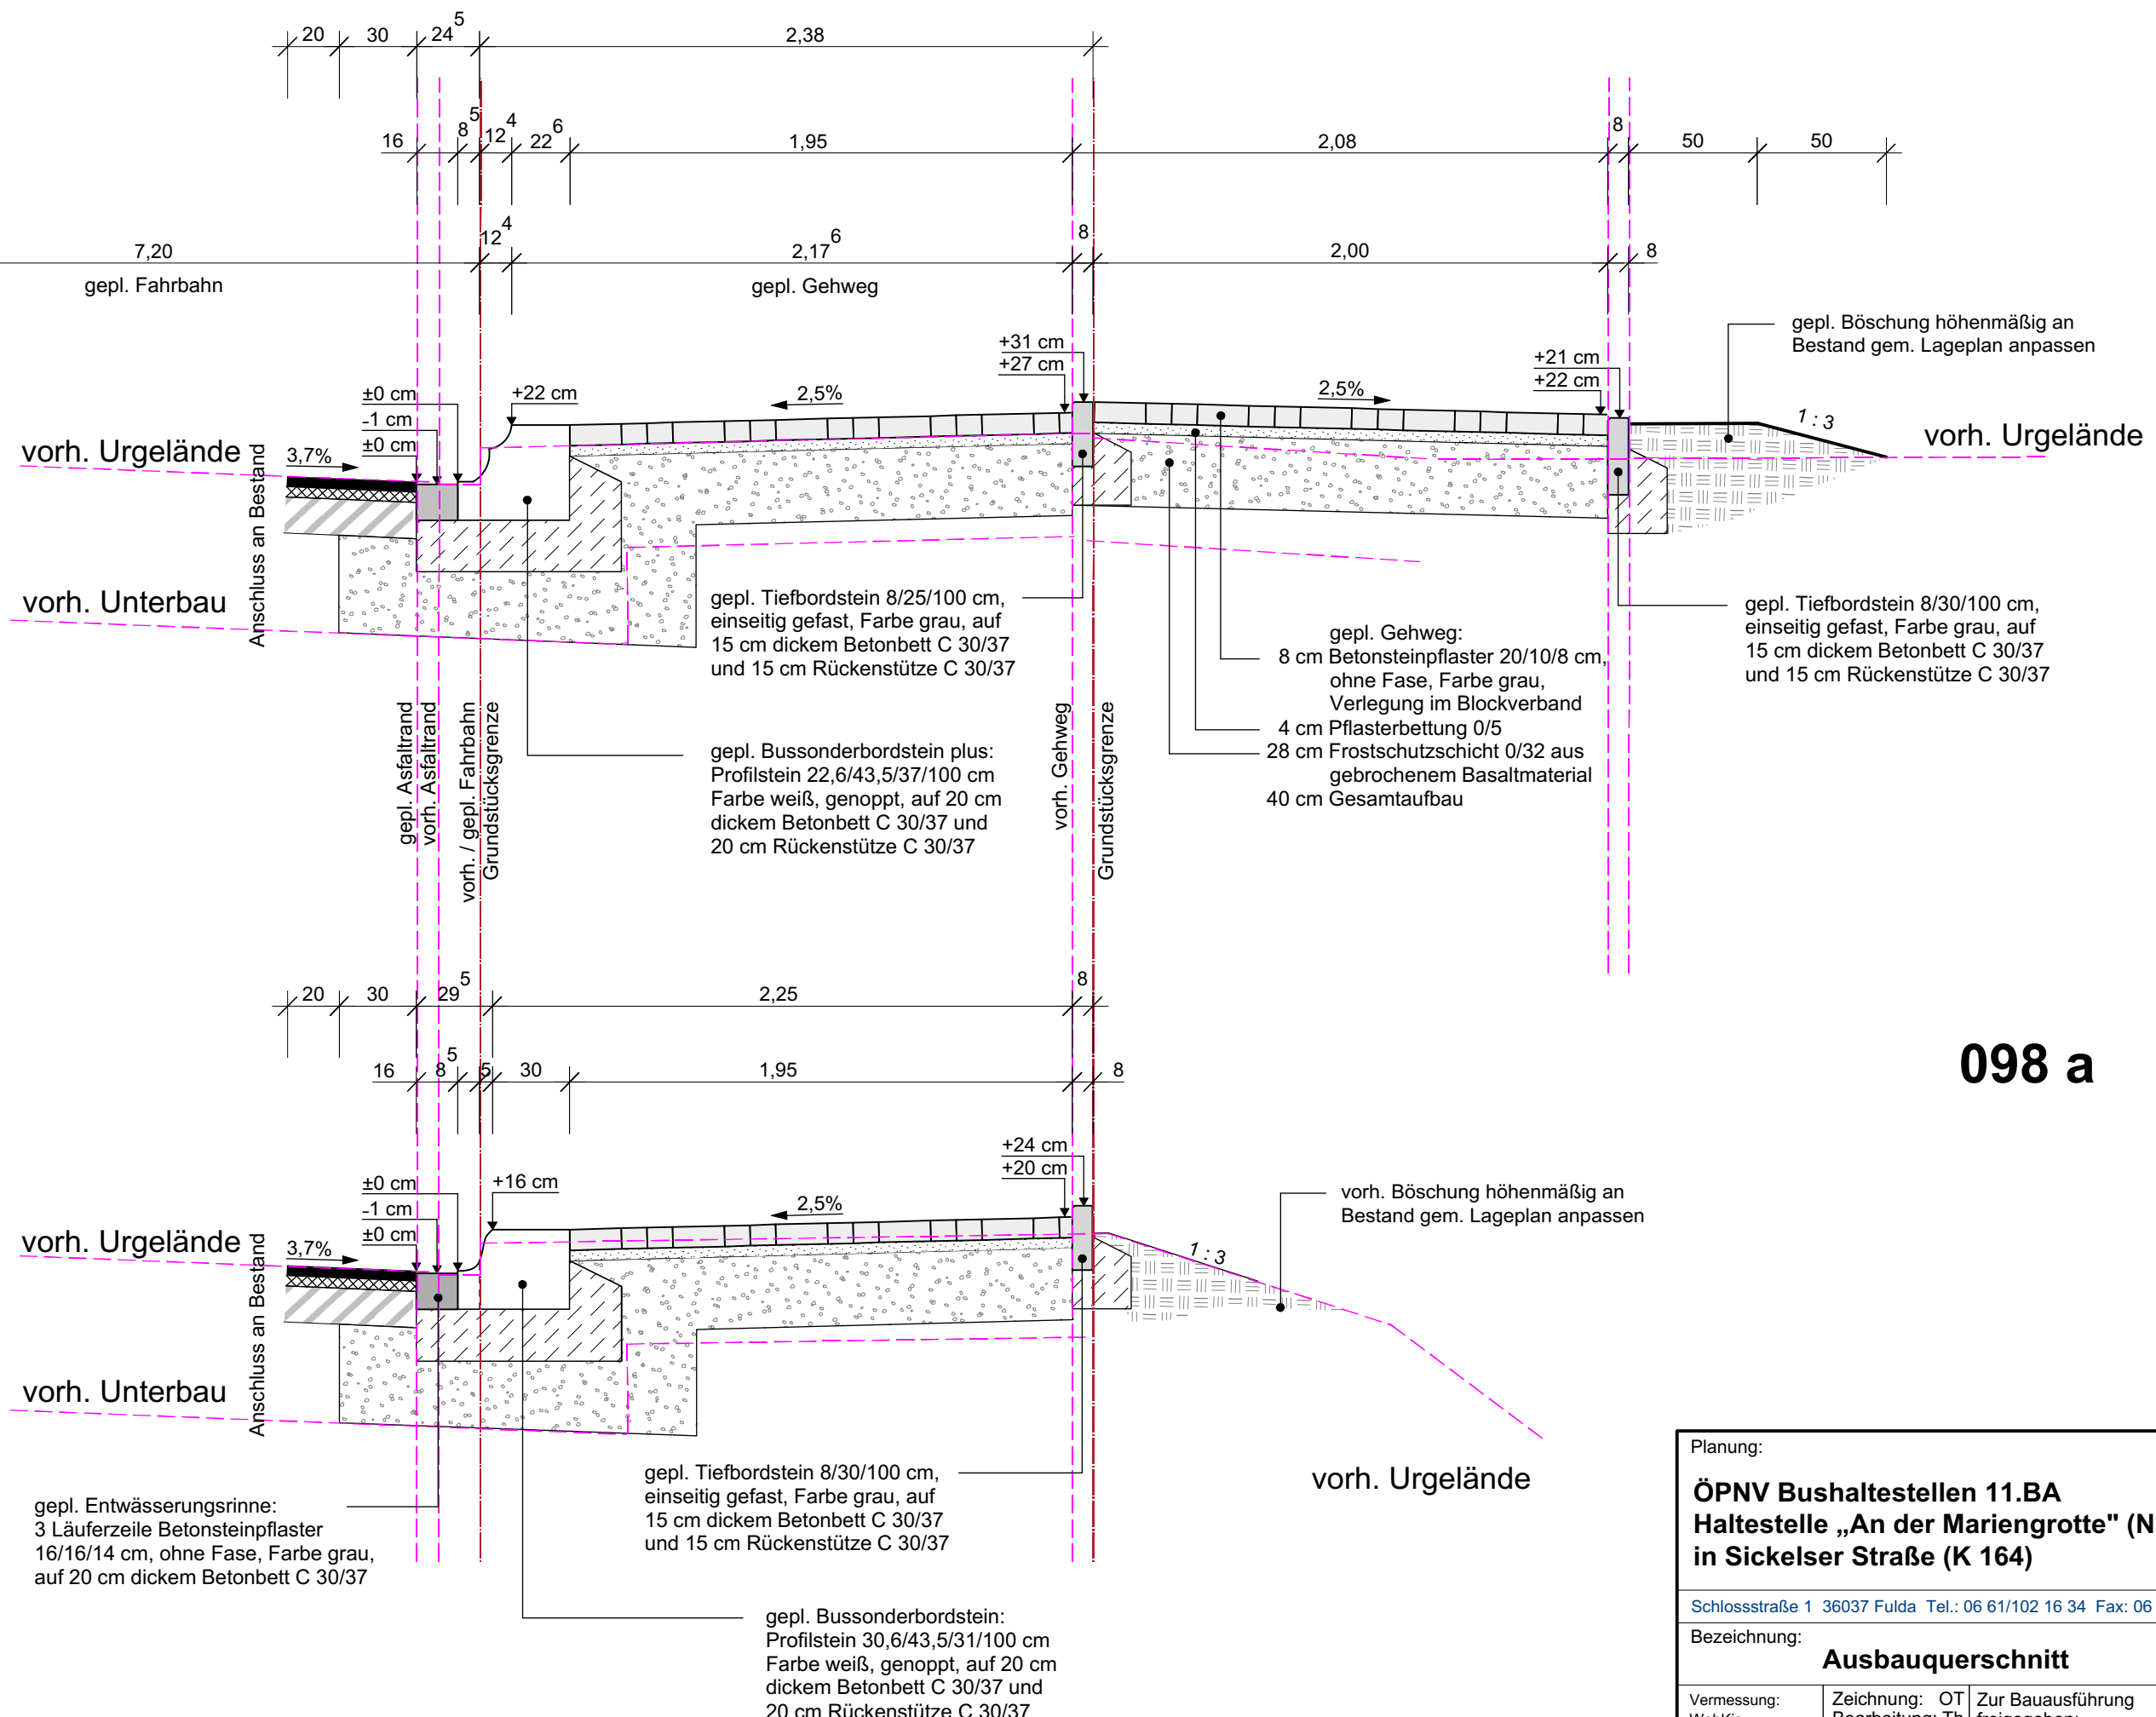 20 30 24 5 2,38
16 8 5 12 4 22 6 1,95 2,08 8 50 50
7,20 12 4 2,17 6 8 2,00 8
gepl. Fahrbahn
gepl. Gehweg
gepl. Böschung höhenmäßig an
Bestand gem. Lageplan anpassen
±0 cm
-1 cm
±0 cm
+22 cm
2,5%
+31 cm
+27 cm
2,5%
+21 cm
+22 cm
1 : 3
vorh. Urgelände
3,7%
vorh. Urgelände
Anschluss an Bestand
vorh. Unterbau
gepl. Tiefbordstein 8/25/100 cm,
einseitig gefast, Farbe grau, auf
15 cm dickem Betonbett C 30/37
und 15 cm Rückenstütze C 30/37
gepl. Gehweg:
8 cm Betonsteinpflaster 20/10/8 cm,
ohne Fase, Farbe grau,
Verlegung im Blockverband
4 cm Pflasterbettung 0/5
28 cm Frostschutzschicht 0/32 aus
gebrochenem Basaltmaterial
40 cm Gesamtaufbau
gepl. Tiefbordstein 8/30/100 cm,
einseitig gefast, Farbe grau, auf
15 cm dickem Betonbett C 30/37
und 15 cm Rückenstütze C 30/37
gepl. Asfaltrand
vorh. Asfaltrand
vorh. / gepl. Fahrbahn
Grundstücksgrenze
gepl. Bussonderbordstein plus:
Profilstein 22,6/43,5/37/100 cm
Farbe weiß, genoppt, auf 20 cm
dickem Betonbett C 30/37 und
20 cm Rückenstütze C 30/37
vorh. Gehweg
Grundstücksgrenze
20 30 29 5 2,25 8
16 8 5 5 30 1,95 8
098 a
±0 cm
-1 cm
±0 cm
+16 cm
2,5%
+24 cm
+20 cm
1 : 3
vorh. Böschung höhenmäßig an
Bestand gem. Lageplan anpassen
vorh. Urgelände
3,7%
Anschluss an Bestand
vorh. Unterbau
vorh. Urgelände
gepl. Entwässerungsrinne:
3 Läuferzeile Betonsteinpflaster
16/16/14 cm, ohne Fase, Farbe grau,
auf 20 cm dickem Betonbett C 30/37
gepl. Tiefbordstein 8/30/100 cm,
einseitig gefast, Farbe grau, auf
15 cm dickem Betonbett C 30/37
und 15 cm Rückenstütze C 30/37
gepl. Bussonderbordstein:
Profilstein 30,6/43,5/31/100 cm
Farbe weiß, genoppt, auf 20 cm
dickem Betonbett C 30/37 und
20 cm Rückenstütze C 30/37
Planung:
ÖPNV Bushaltestellen 11.BA
Haltestelle „An der Mariengrotte" (N
in Sickelser Straße (K 164)
Schlossstraße 1 36037 Fulda Tel.: 06 61/102 16 34 Fax: 06
Bezeichnung:
Ausbauquerschnitt
Vermessung:
Zeichnung: OT
Zur Bauausführung